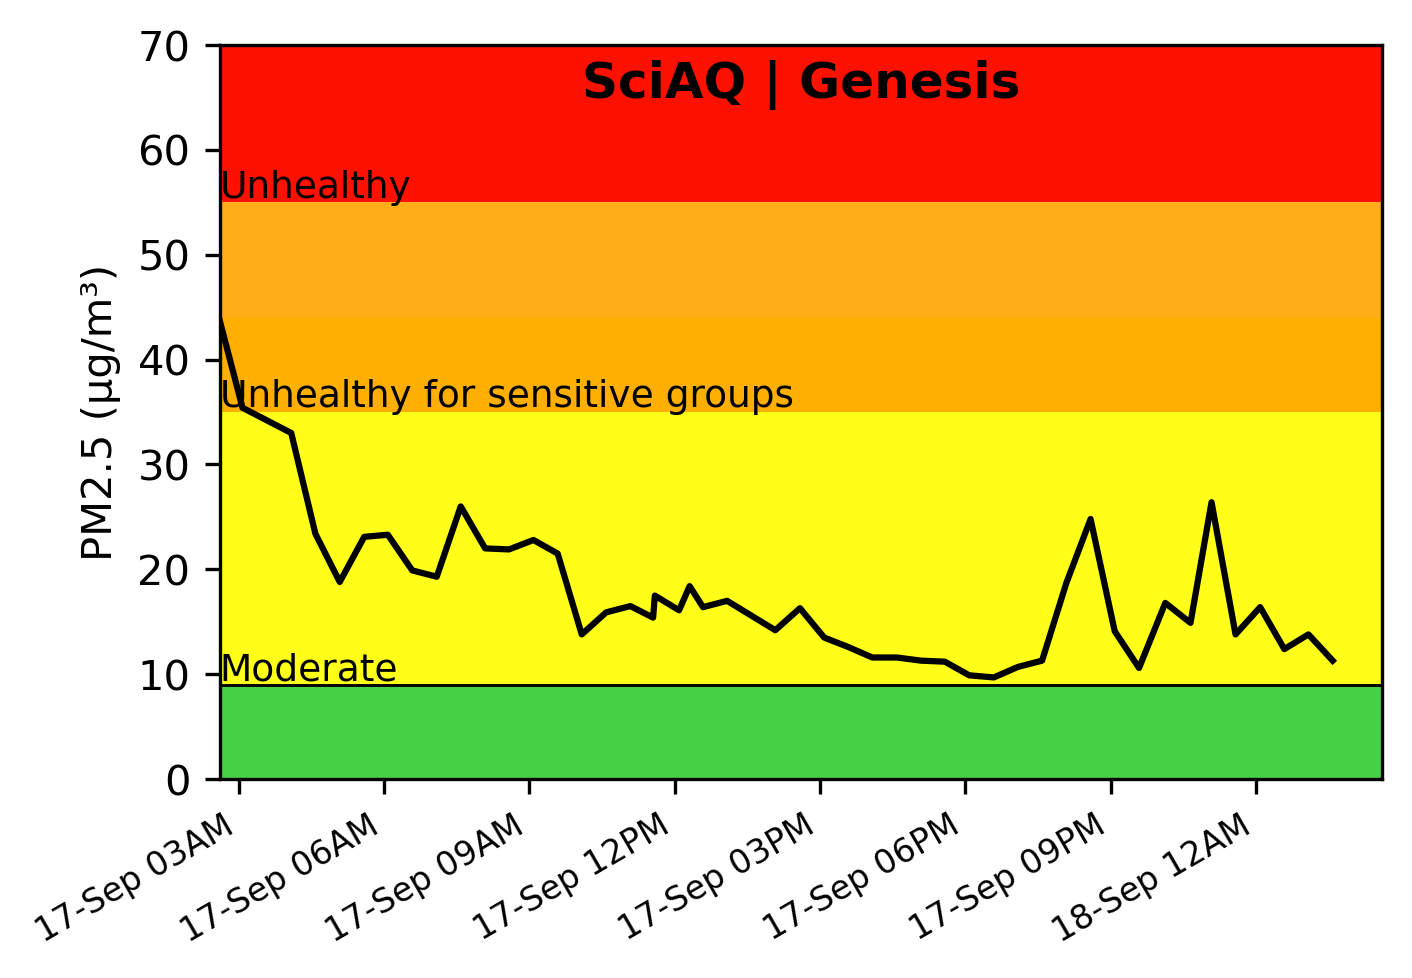 SciAQ | Genesis
PM2.5 (µg/m³)
70
60
50
40
30
20
10
0
Unhealthy
Unhealthy for sensitive groups
Moderate
17-Sep 03AM
17-Sep 06AM
17-Sep 09AM
17-Sep 12PM
17-Sep 03PM
17-Sep 06PM
17-Sep 09PM
18-Sep 12AM